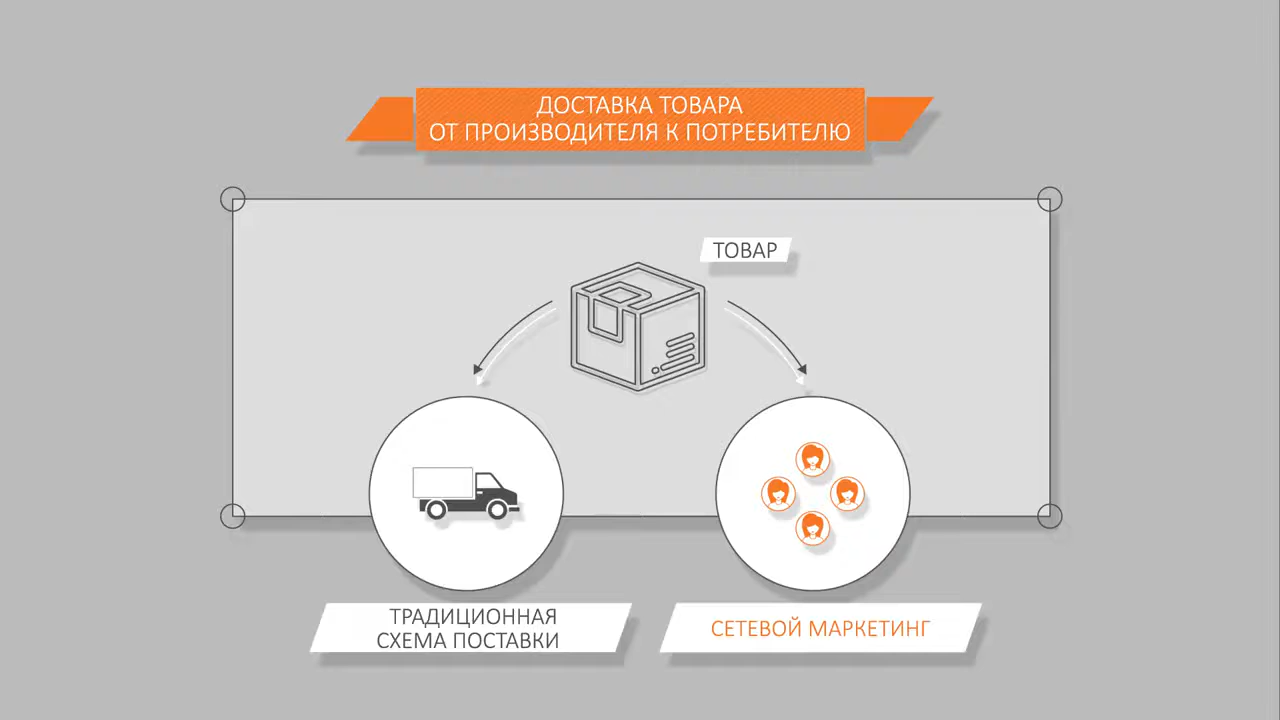 ДОСТАВКА ТОВАРА
ОТ ПРОИЗВОДИТЕЛЯ К ПОТРЕБИТЕЛЮ
ТОВАР
ТРАДИЦИОННАЯ
СХЕМА ПОСТАВКИ
СЕТЕВОЙ МАРКЕТИНГ